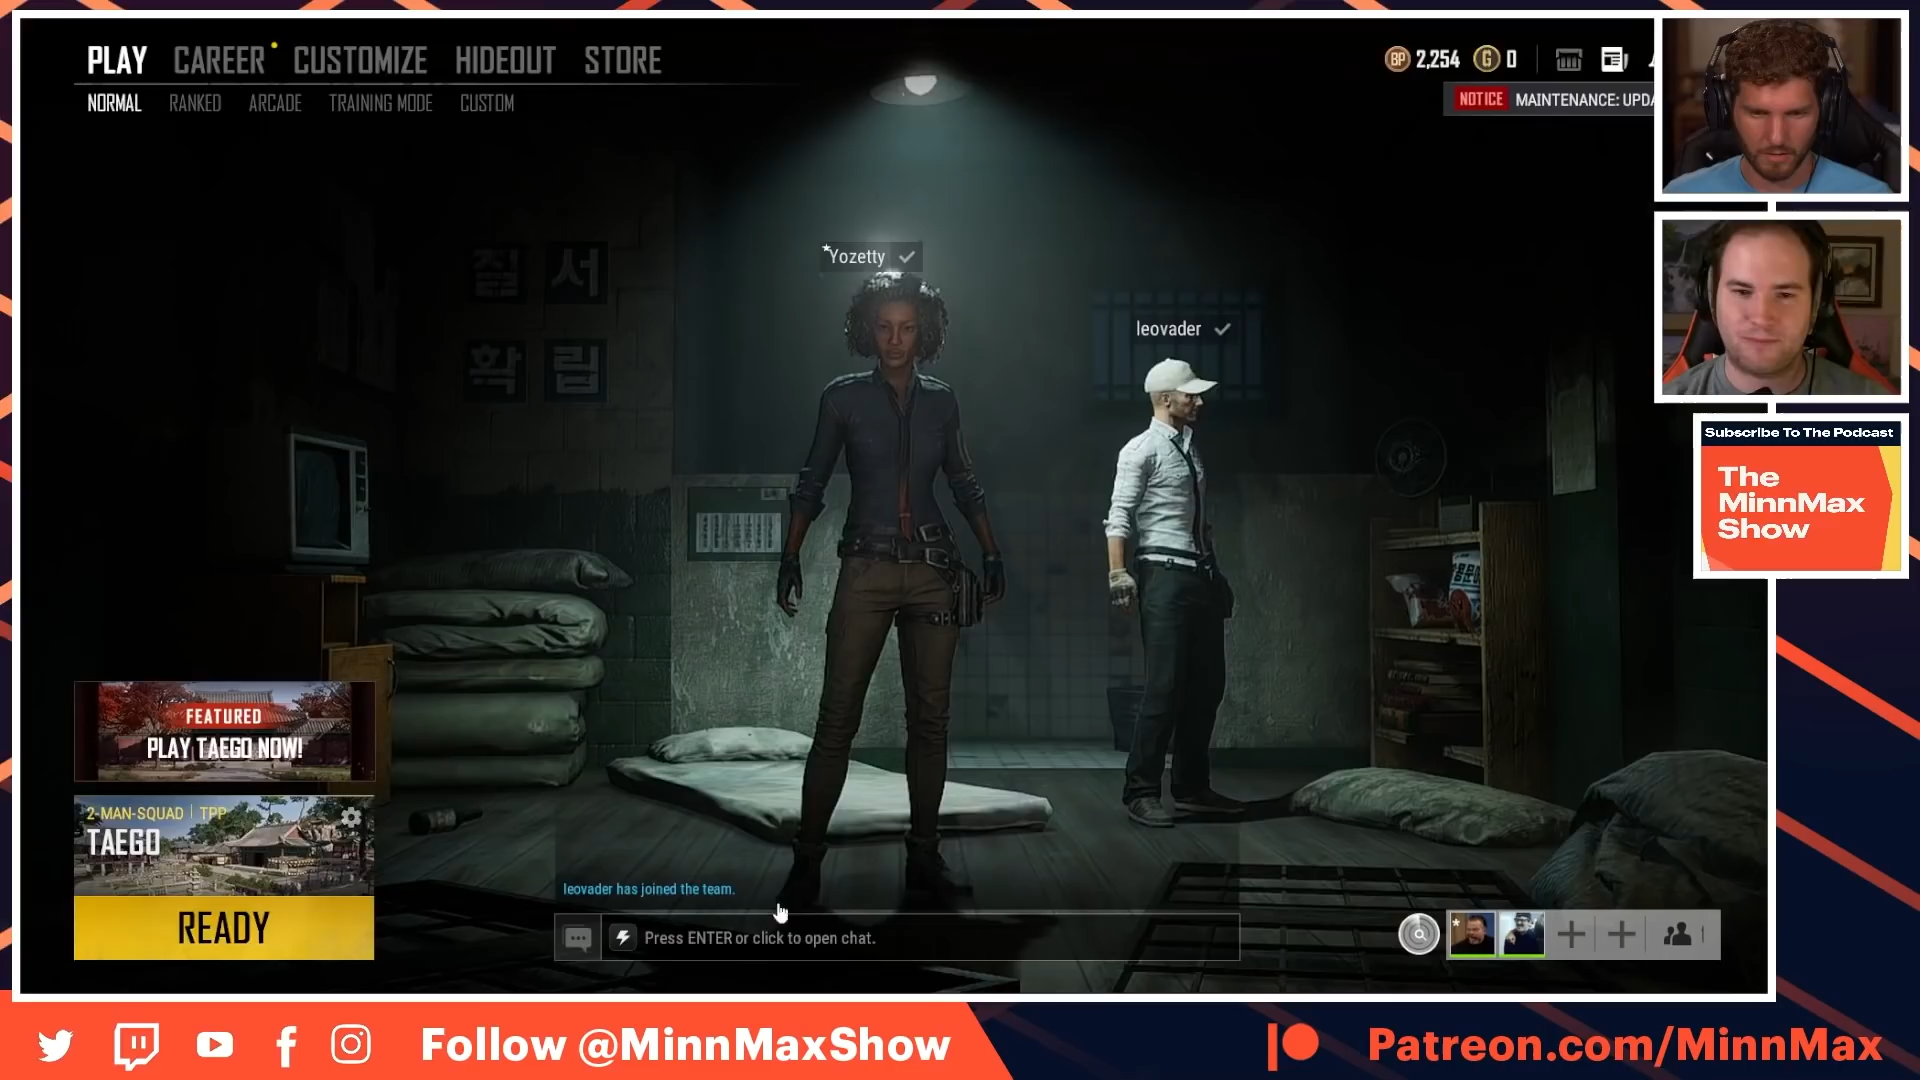 PLAY CAREER CUSTOMIZE HIDEOUT STORE
NORMAL RANKED ARCADE TRAINING MODE CUSTOM
BP 2,254 G 0
NOTICE MAINTENANCE:
Yozetty
leovader
질 서
확 립
FEATURED
PLAY TAEGO NOW!
2-MAN-SQUAD | TPP
TAEGO
READY
leovader has joined the team.
Press ENTER or click to open chat.
Subscribe To The Podcast
The
MinnMax
Show
Follow @MinnMaxShow
Patreon.com/MinnMax